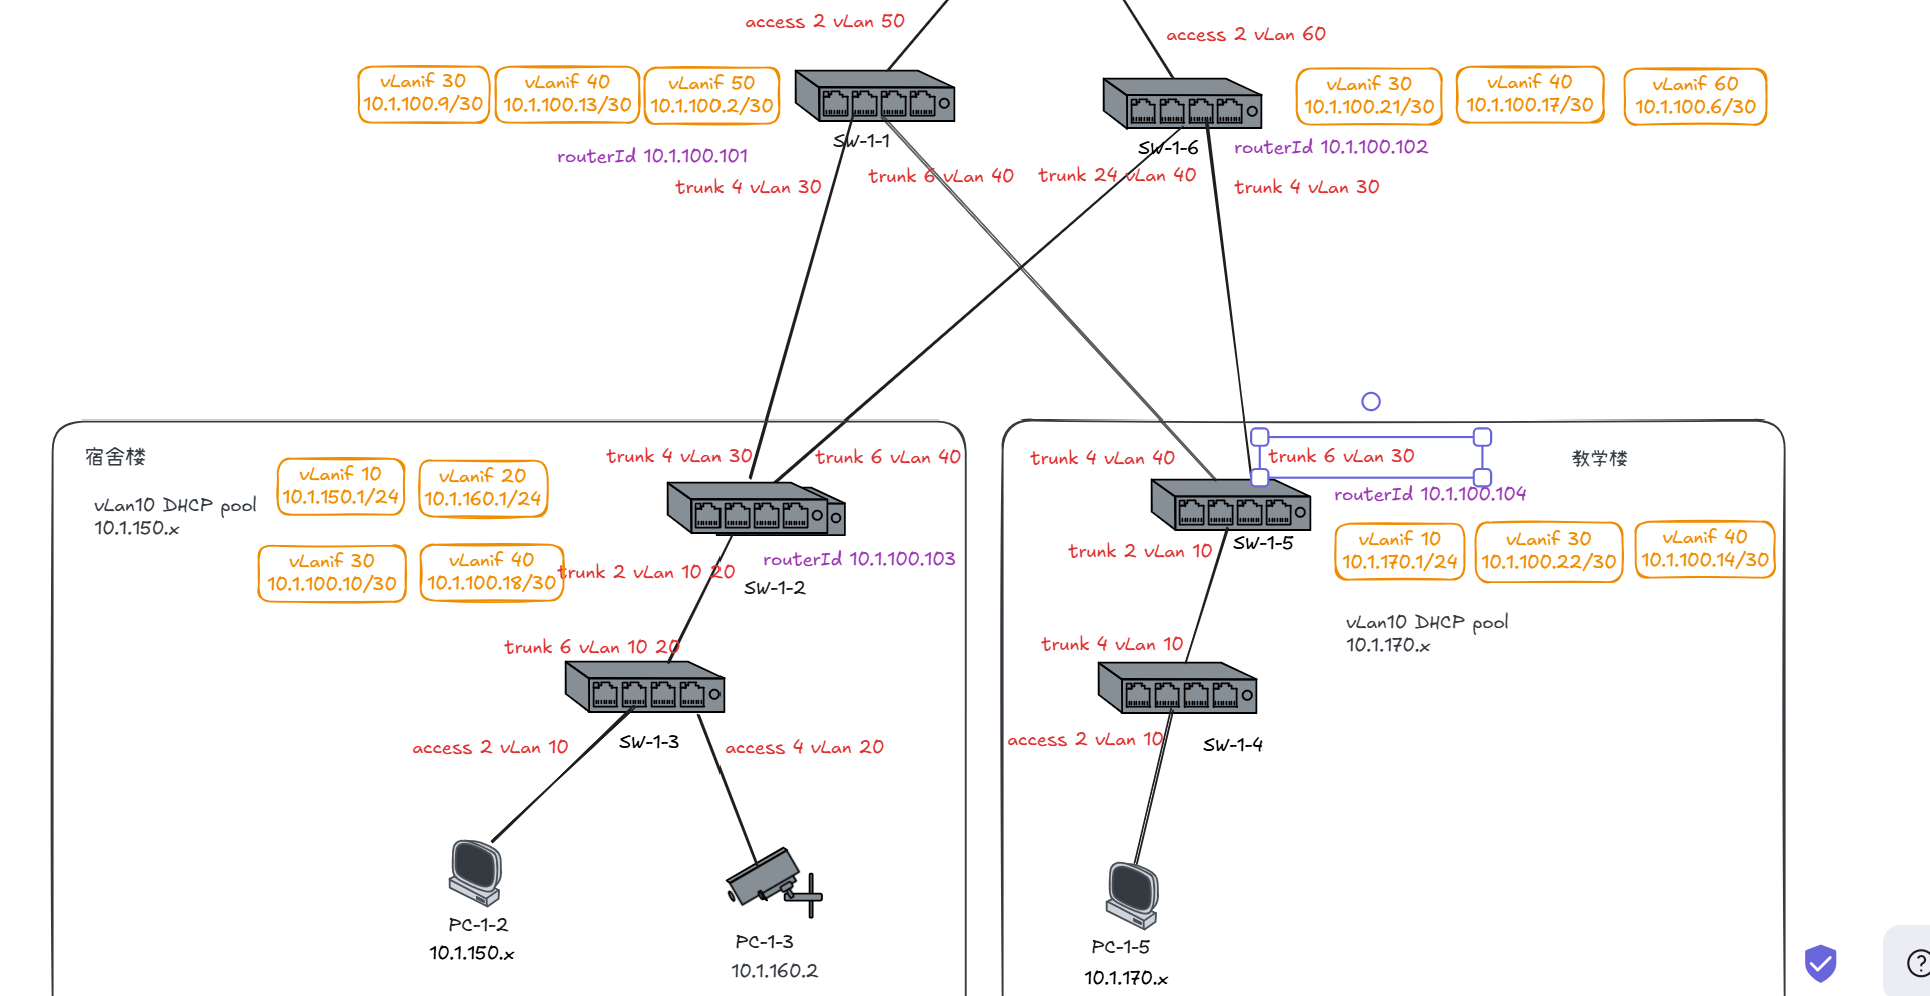 access 2 vLan 50
access 2 vLan 60
vLanif 30
10.1.100.9/30
vLanif 40
10.1.100.13/30
vLanif 50
10.1.100.2/30
vLanif 30
10.1.100.21/30
vLanif 40
10.1.100.17/30
vLanif 60
10.1.100.6/30
SW-1-1
SW-1-6
routerId 10.1.100.101
routerId 10.1.100.102
trunk 4 vLan 30
trunk 6 vLan 40
trunk 24 vLan 40
trunk 4 vLan 30
宿舍楼
vLanif 10
10.1.150.1/24
vLanif 20
10.1.160.1/24
trunk 4 vLan 30
trunk 6 vLan 40
vLan10 DHCP pool
10.1.150.x
vLanif 30
10.1.100.10/30
vLanif 40
10.1.100.18/30
trunk 2 vLan 10 20
routerId 10.1.100.103
SW-1-2
trunk 6 vLan 10 20
SW-1-3
access 2 vLan 10
access 4 vLan 20
PC-1-2
10.1.150.x
PC-1-3
10.1.160.2
trunk 4 vLan 40
trunk 6 vLan 30
教学楼
routerId 10.1.100.104
SW-1-5
vLanif 10
10.1.170.1/24
vLanif 30
10.1.100.22/30
vLanif 40
10.1.100.14/30
trunk 2 vLan 10
vLan10 DHCP pool
10.1.170.x
trunk 4 vLan 10
access 2 vLan 10
SW-1-4
PC-1-5
10.1.170.x